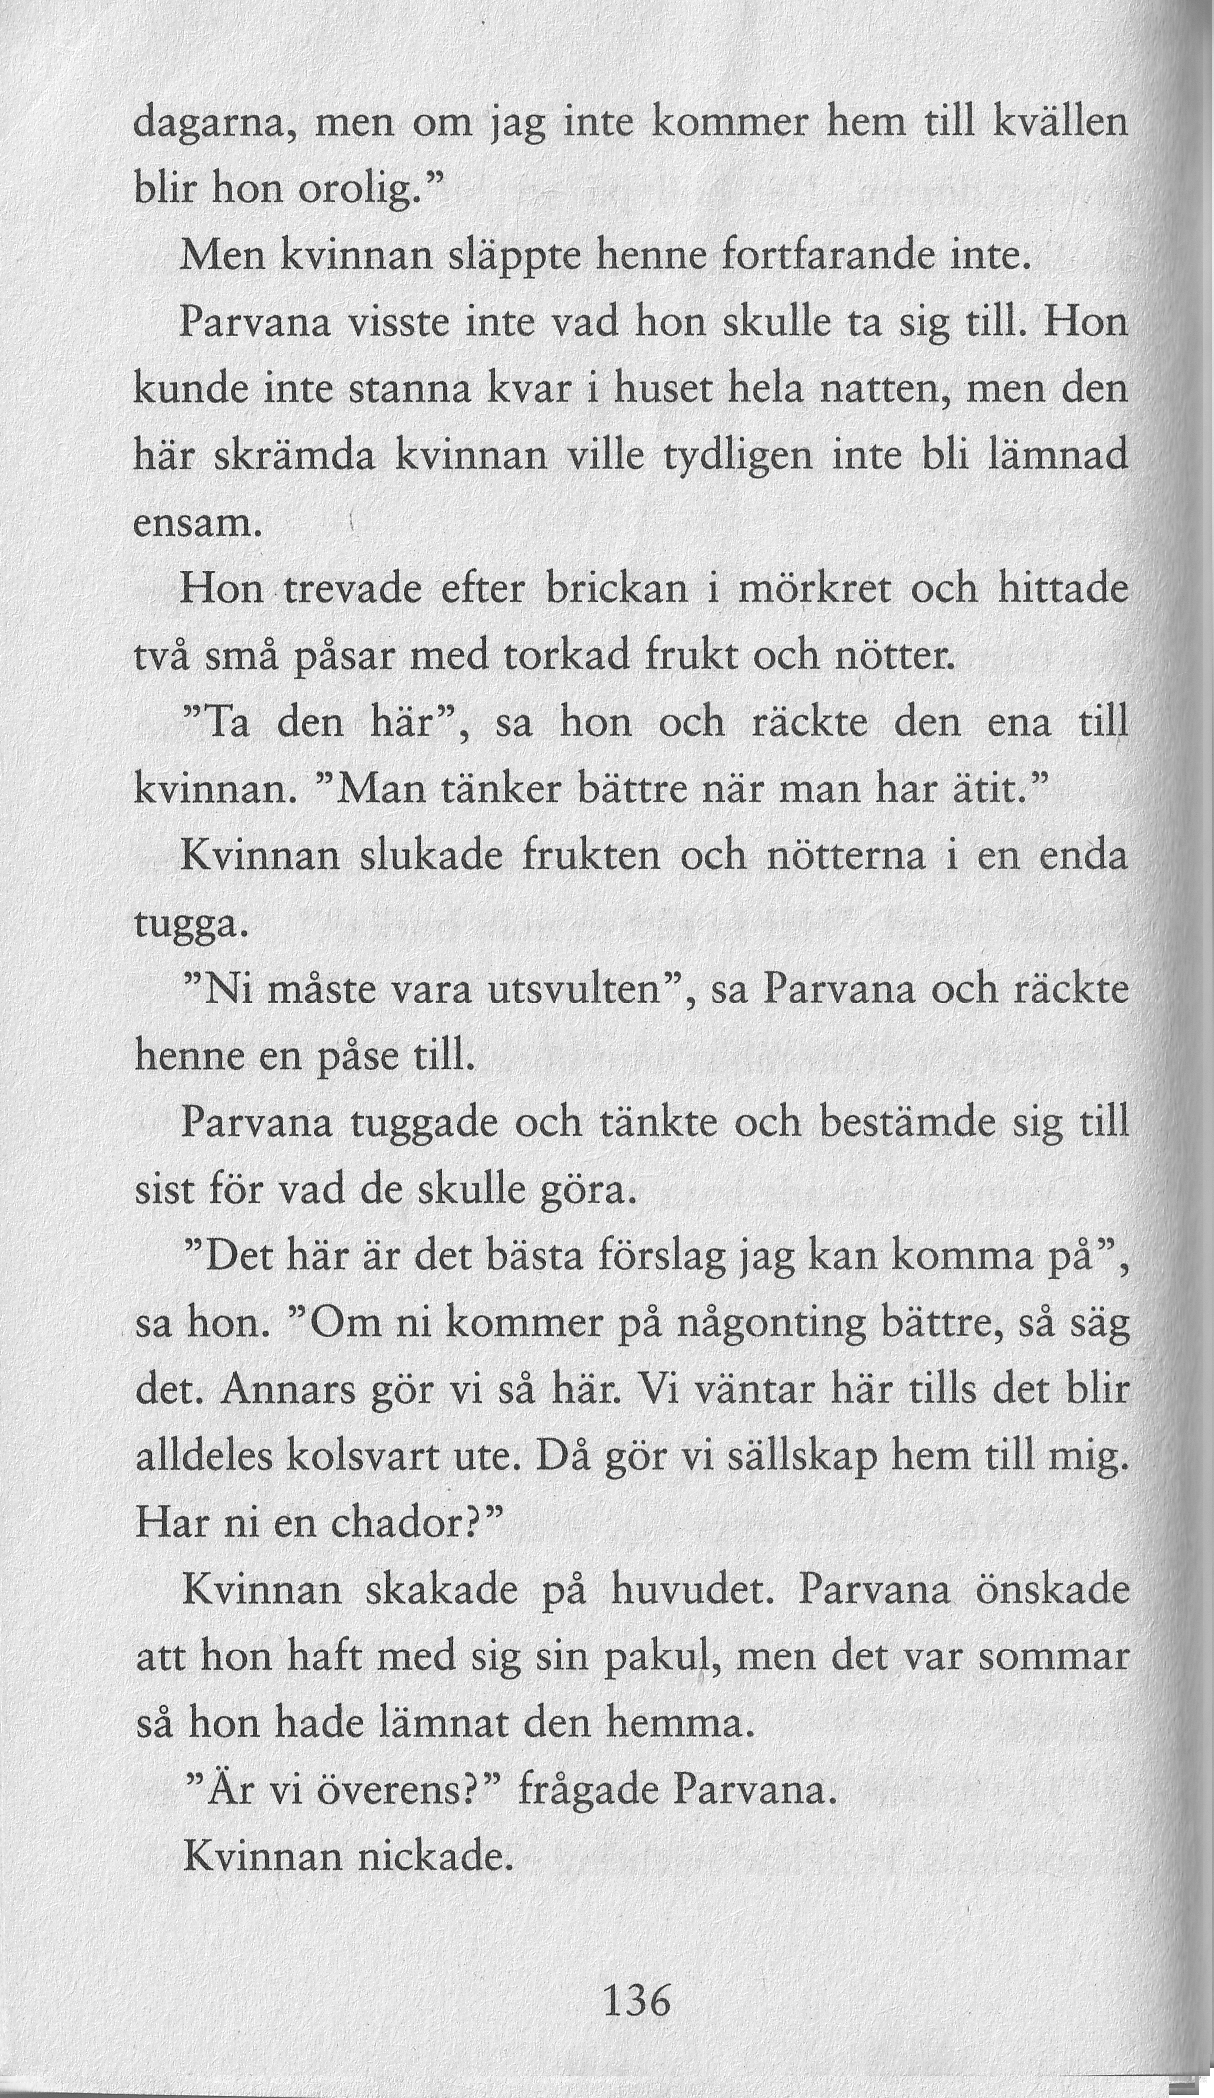 dagarna, men om jag inte kommer hem till kvällen
blir hon orolig.”
Men kvinnan släppte henne fortfarande inte.
Parvana visste inte vad hon skulle ta sig till. Hon
kunde inte stanna kvar i huset hela natten, men den
här skrämda kvinnan ville tydligen inte bli lämnad
ensam.
Hon trevade efter brickan i mörkret och hittade
två små påsar med torkad frukt och nötter.
”Ta den här”, sa hon och räckte den ena till
kvinnan. ”Man tänker bättre när man har ätit.”
Kvinnan slukade frukten och nötterna i en enda
tugga.
”Ni måste vara utsvulten”, sa Parvana och räckte
henne en påse till.
Parvana tuggade och tänkte och bestämde sig till
sist för vad de skulle göra.
”Det här är det bästa förslag jag kan komma på”,
sa hon. ”Om ni kommer på någonting bättre, så säg
det. Annars gör vi så här. Vi väntar här tills det blir
alldeles kolsvart ute. Då gör vi sällskap hem till mig.
Har ni en chador?”
Kvinnan skakade på huvudet. Parvana önskade
att hon haft med sig sin pakul, men det var sommar
så hon hade lämnat den hemma.
”Är vi överens?” frågade Parvana.
Kvinnan nickade.
136